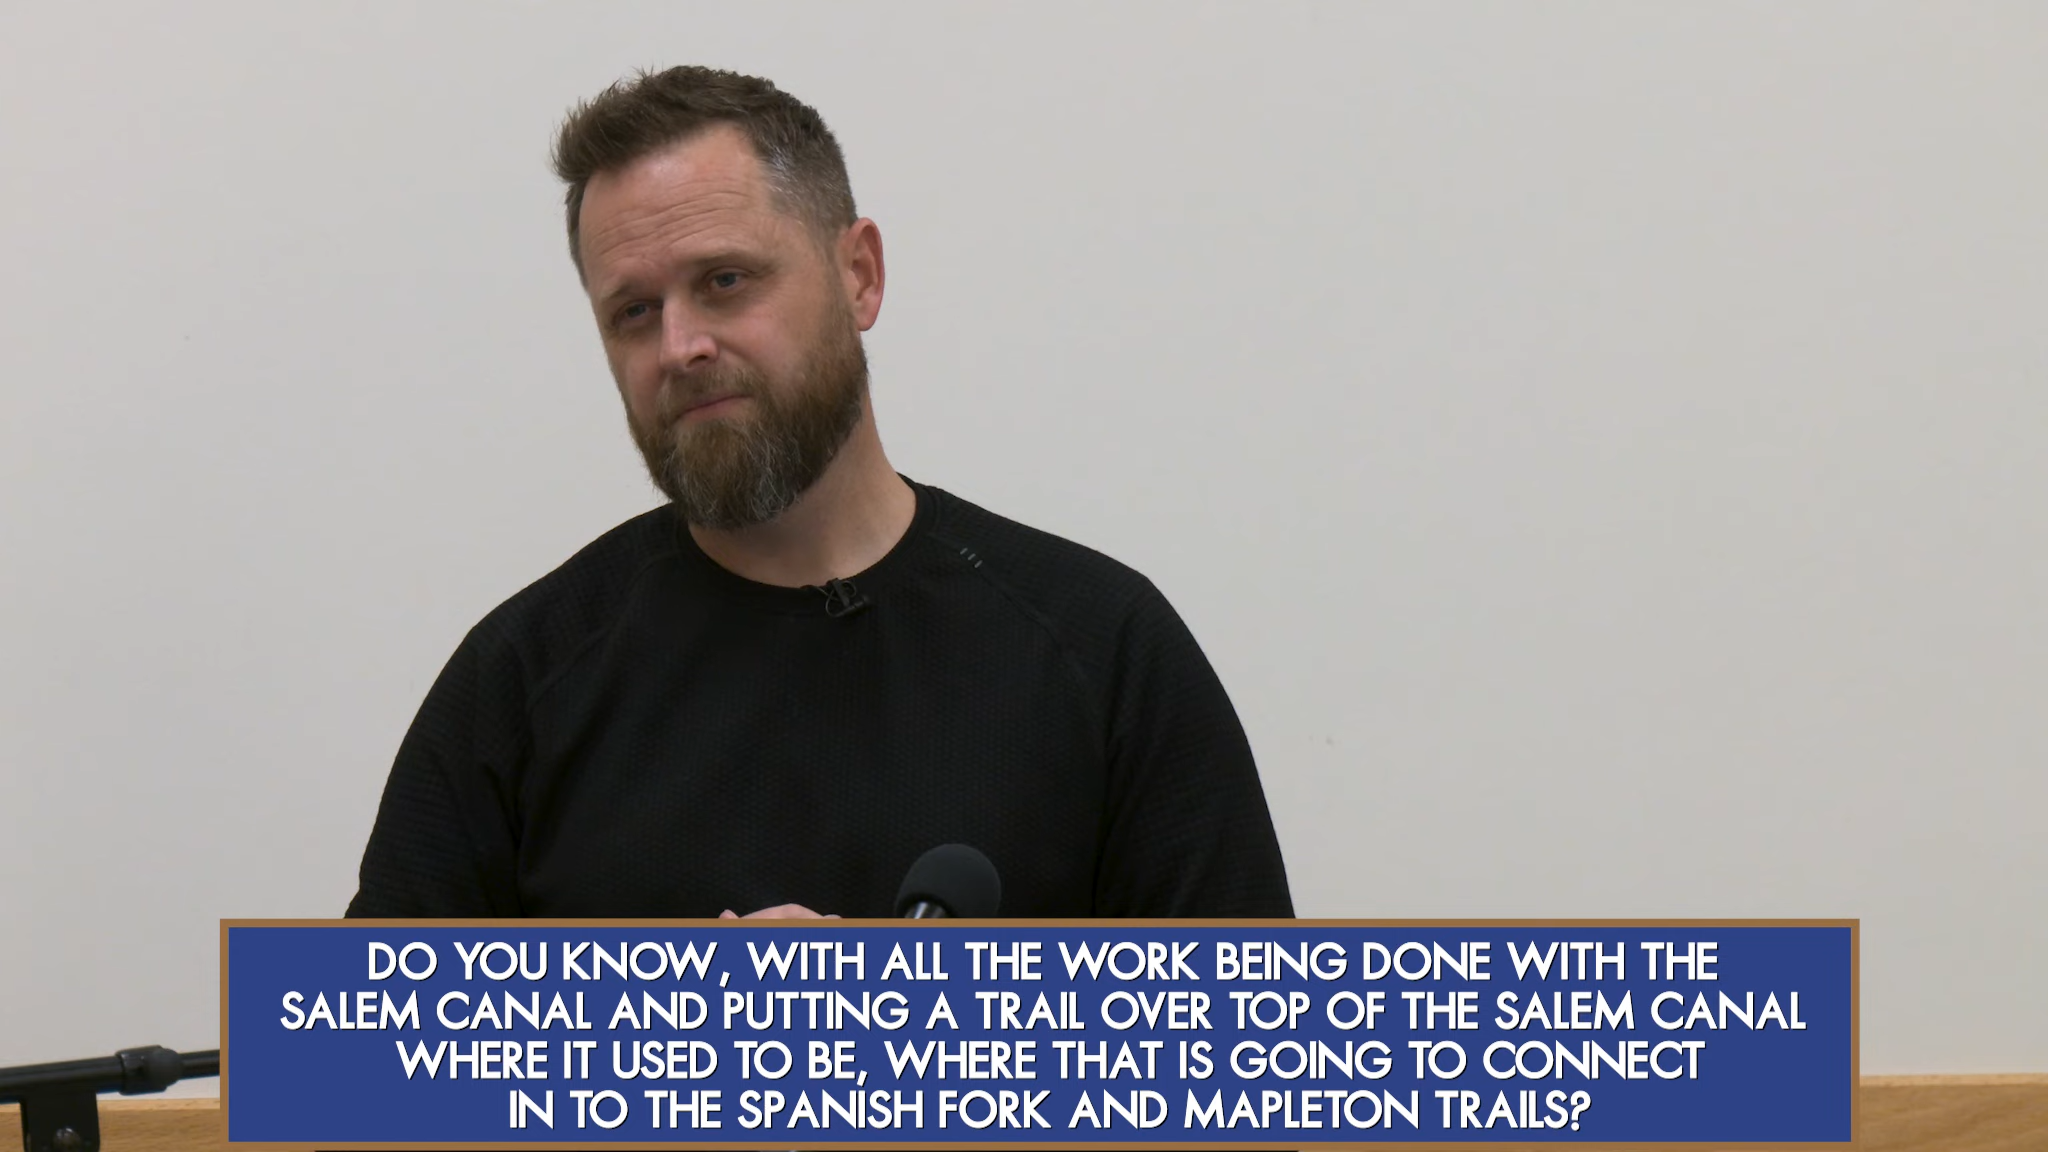 DO YOU KNOW, WITH ALL THE WORK BEING DONE WITH THE
SALEM CANAL AND PUTTING A TRAIL OVER TOP OF THE SALEM CANAL
WHERE IT USED TO BE, WHERE THAT IS GOING TO CONNECT
IN TO THE SPANISH FORK AND MAPLETON TRAILS?